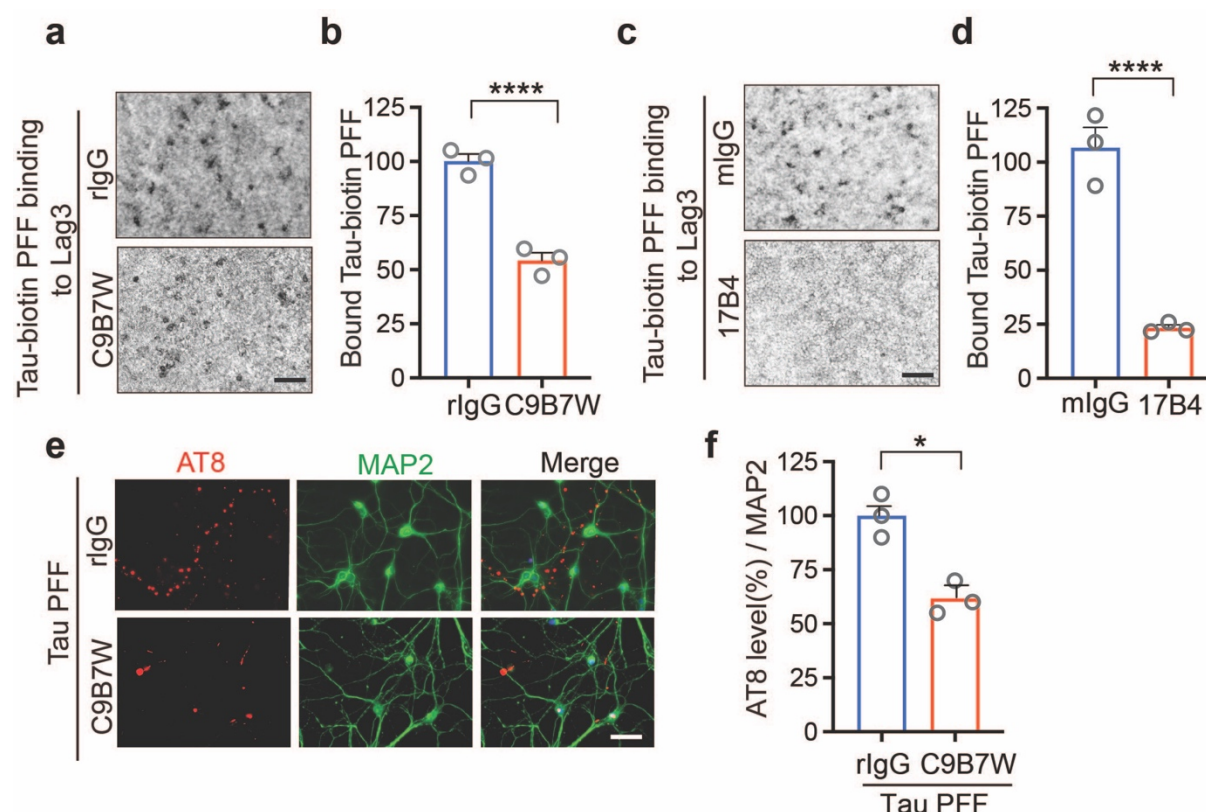 a
Tau-biotin PFF binding
to Lag3
rIgG
C9B7W
b
Bound Tau-biotin PFF
125
100
75
50
25
0
****
rIgG C9B7W
c
Tau-biotin PFF binding
to Lag3
mIgG
17B4
d
Bound Tau-biotin PFF
125
100
75
50
25
0
****
mIgG 17B4
e
AT8 MAP2 Merge
Tau PFF
rIgG
C9B7W
f
AT8 level(%) / MAP2
125
100
75
50
25
0
*
rIgG C9B7W
Tau PFF